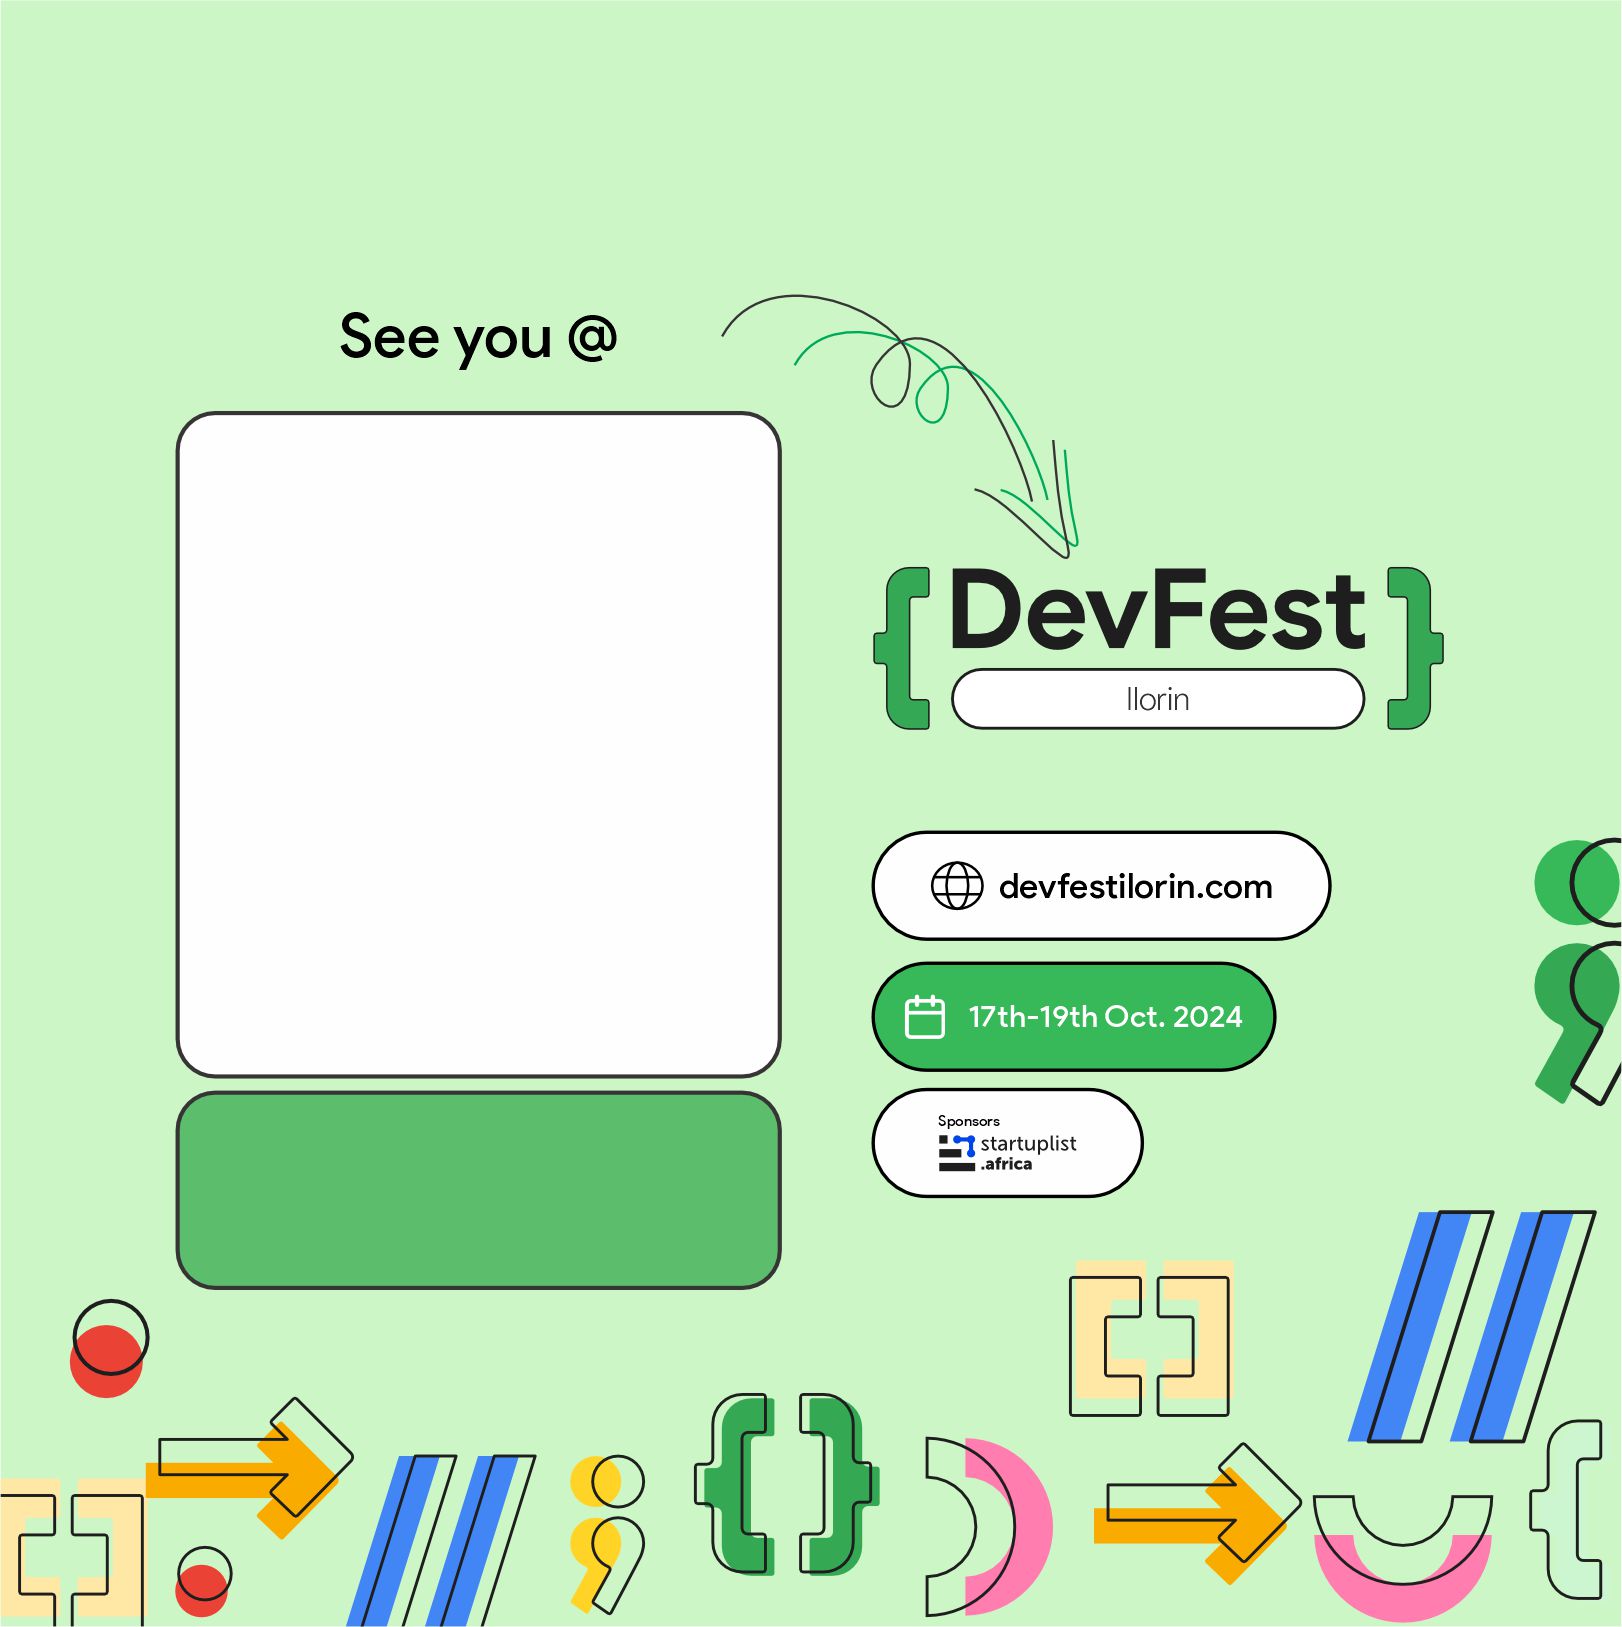 See you @
DevFest
Ilorin
devfestilorin.com
17th-19th Oct. 2024
Sponsors
startuplist
.africa